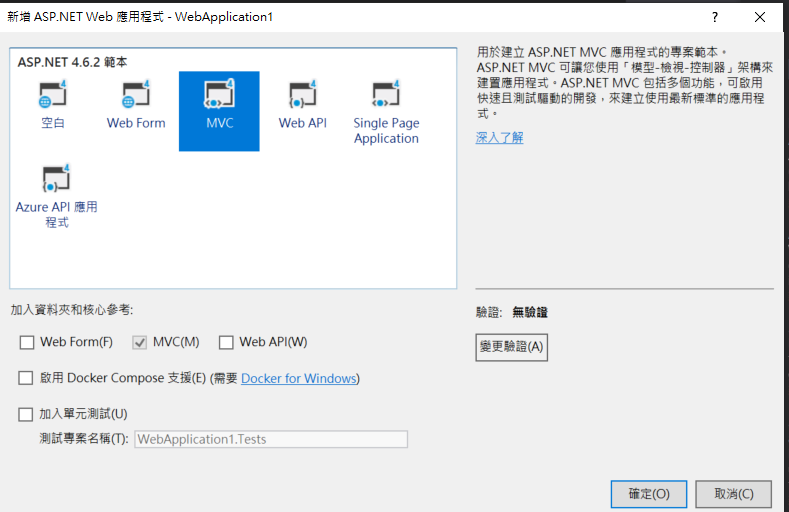 新增 ASP.NET Web 應用程式 - WebApplication1
ASP.NET 4.6.2 範本
空白
Web Form
MVC
Web API
Single Page
Application
Azure API 應用
程式
用於建立 ASP.NET MVC 應用程式的專案範本。
ASP.NET MVC 可讓您使用「模型-檢視-控制器」架構來
建置應用程式。ASP.NET MVC 包括多個功能，可啟用
快速且測試驅動的開發，來建立使用最新標準的應用程
式。
深入了解
加入資料夾和核心參考:
Web Form(F)
MVC(M)
Web API(W)
啟用 Docker Compose 支援(E) (需要 Docker for Windows)
加入單元測試(U)
測試專案名稱(T): WebApplication1.Tests
驗證: 無驗證
變更驗證(A)
確定(O)
取消(C)